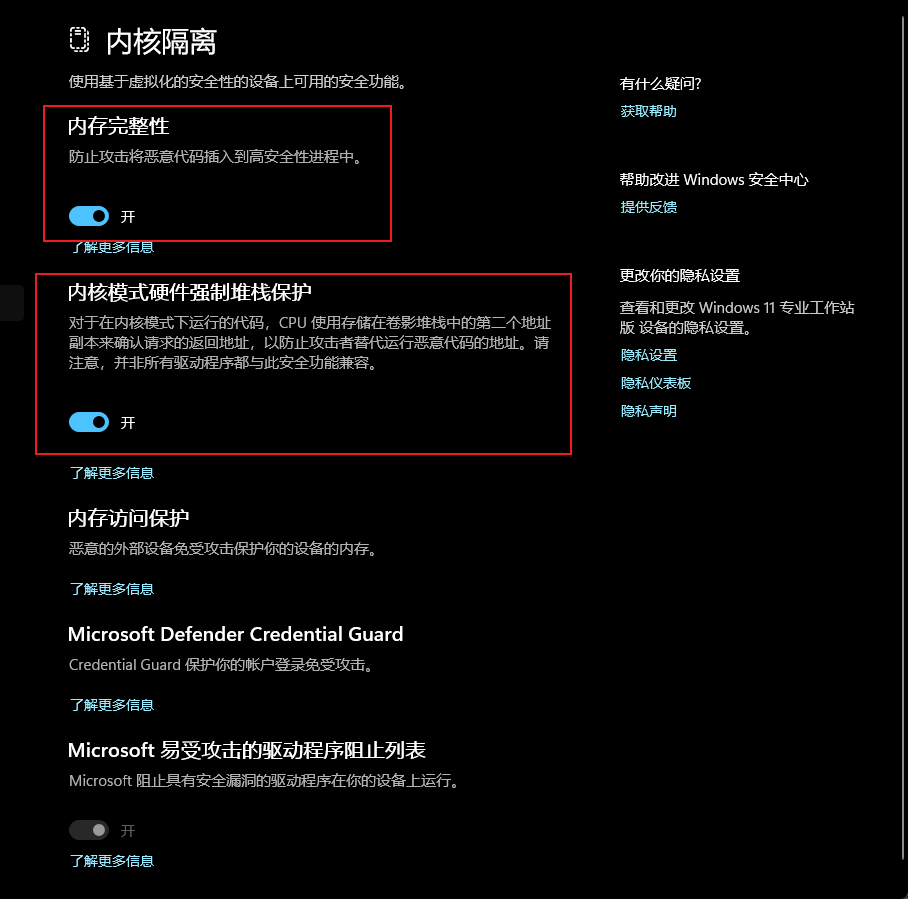 内核隔离
使用基于虚拟化的安全性的设备上可用的安全功能。
内存完整性
防止攻击将恶意代码插入到高安全性进程中。
开
了解更多信息
内核模式硬件强制堆栈保护
对于在内核模式下运行的代码，CPU 使用存储在卷影堆栈中的第二个地址
副本来确认请求的返回地址，以防止攻击者替代运行恶意代码的地址。请
注意，并非所有驱动程序都与此安全功能兼容。
开
了解更多信息
内存访问保护
恶意的外部设备免受攻击保护你的设备的内存。
了解更多信息
Microsoft Defender Credential Guard
Credential Guard 保护你的帐户登录免受攻击。
了解更多信息
Microsoft 易受攻击的驱动程序阻止列表
Microsoft 阻止具有安全漏洞的驱动程序在你的设备上运行。
开
了解更多信息
有什么疑问?
获取帮助
帮助改进 Windows 安全中心
提供反馈
更改你的隐私设置
查看和更改 Windows 11 专业工作站
版 设备的隐私设置。
隐私设置
隐私仪表板
隐私声明